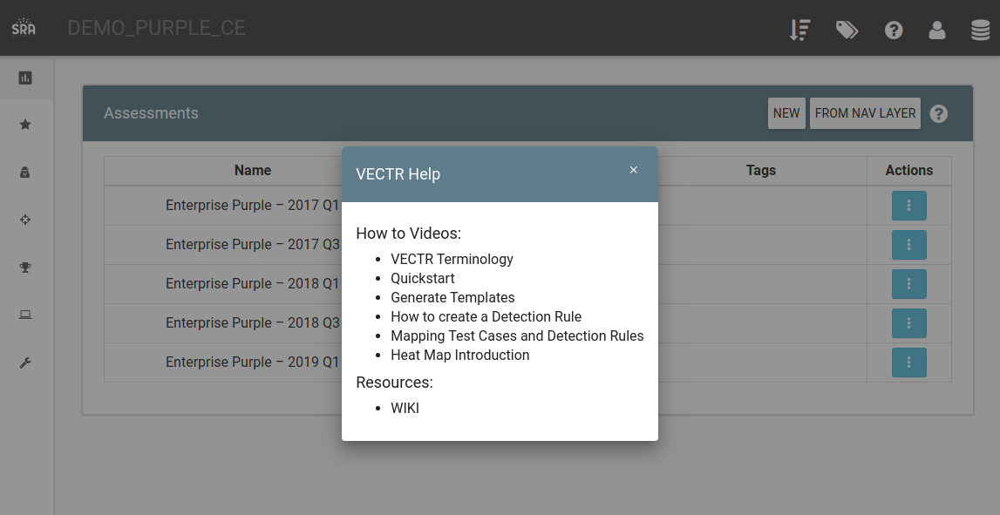 SRA
DEMO_PURPLE_CE
Assessments
NEW
FROM NAV LAYER
Name
Tags
Actions
Enterprise Purple – 2017 Q1
Enterprise Purple – 2017 Q3
Enterprise Purple – 2018 Q1
Enterprise Purple – 2018 Q3
Enterprise Purple – 2019 Q1
VECTR Help
×
How to Videos:
• VECTR Terminology
• Quickstart
• Generate Templates
• How to create a Detection Rule
• Mapping Test Cases and Detection Rules
• Heat Map Introduction
Resources:
• WIKI